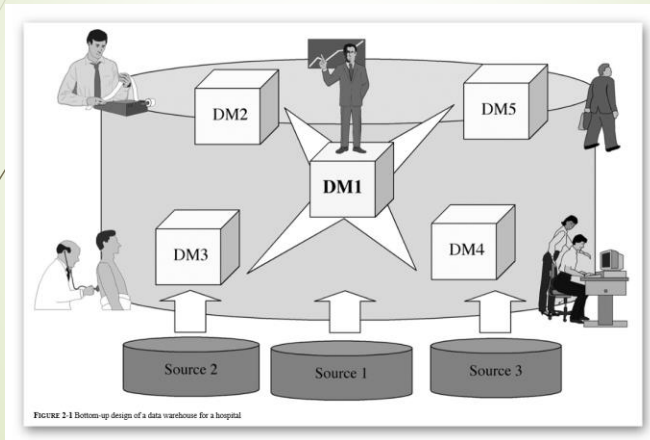 DM2
DM5
DM1
DM3
DM4
Source 2
Source 1
Source 3
FIGURE 2-1 Bottom-up design of a data warehouse for a hospital